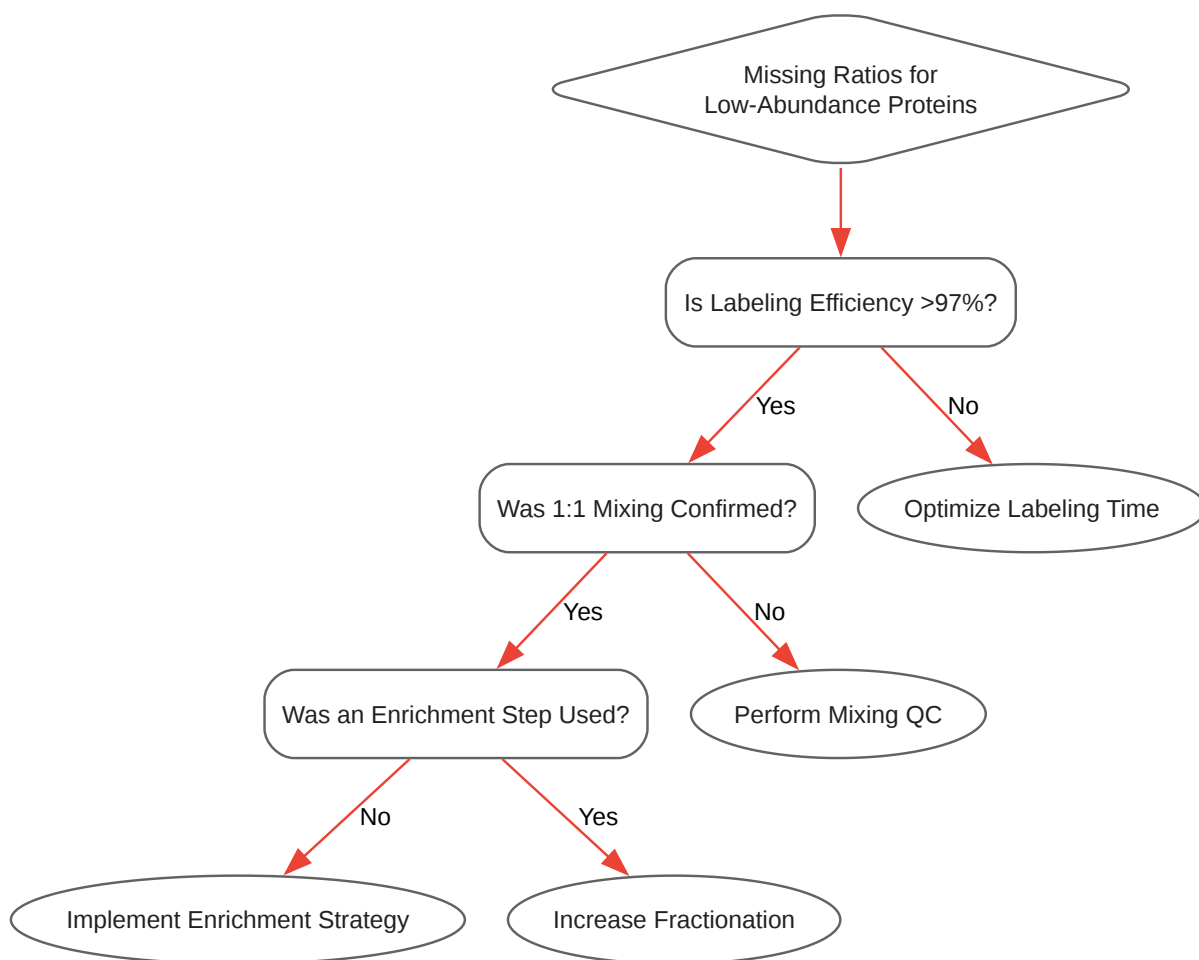 Missing Ratios for
Low-Abundance Proteins
Is Labeling Efficiency >97%?
Yes
No
Was 1:1 Mixing Confirmed?
Optimize Labeling Time
Yes
No
Was an Enrichment Step Used?
Perform Mixing QC
No
Yes
Implement Enrichment Strategy
Increase Fractionation